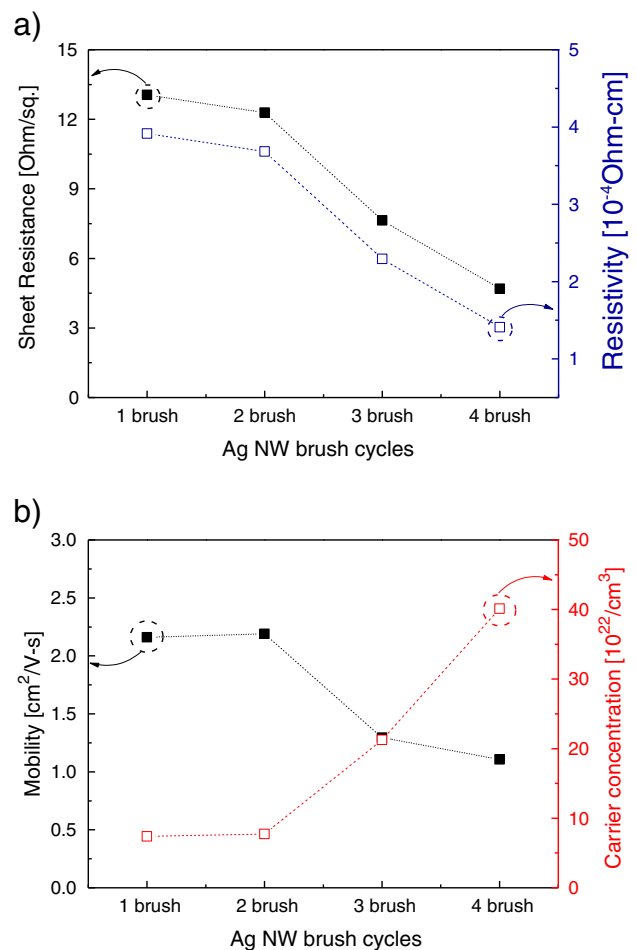 a)
15
12
9
6
3
0
Sheet Resistance [Ohm/sq.]
5
4
3
2
1
Resistivity [10⁻⁴Ohm-cm]
1 brush 2 brush 3 brush 4 brush
Ag NW brush cycles
b)
3.0
2.5
2.0
1.5
1.0
0.5
0.0
Mobility [cm²/V-s]
50
40
30
20
10
0
Carrier concentration [10²²/cm³]
1 brush 2 brush 3 brush 4 brush
Ag NW brush cycles